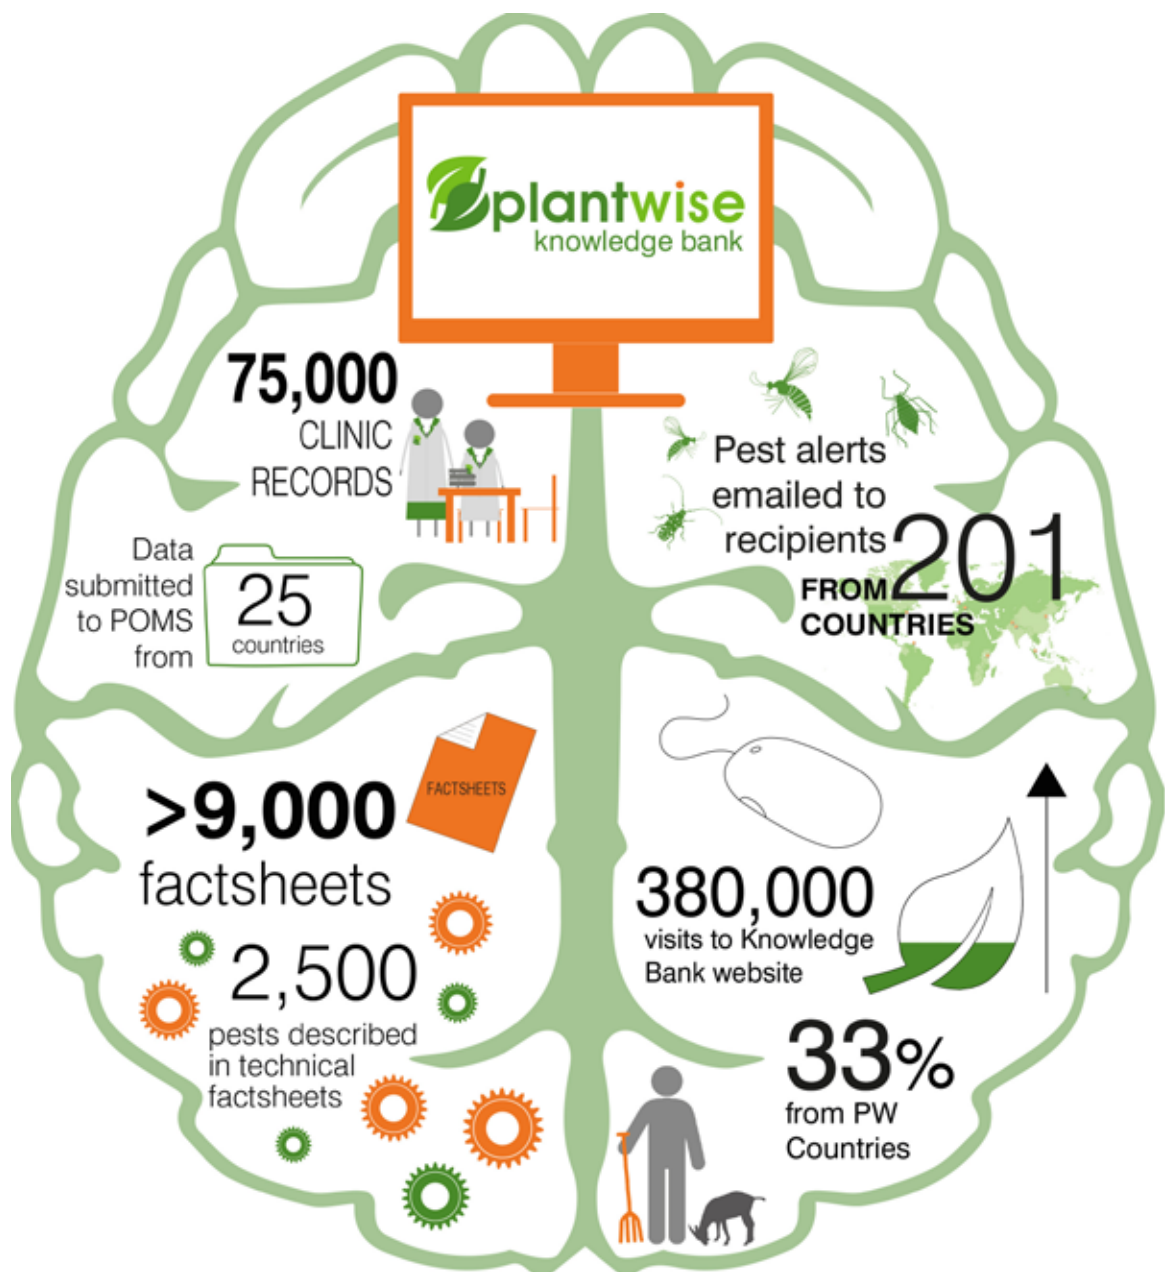 plantwise
knowledge bank
75,000
CLINIC
RECORDS
Data
submitted
to POMS
from
25
countries
Pest alerts
emailed to
recipients
FROM 201
COUNTRIES
>9,000
factsheets
FACTSHEETS
2,500
pests described
in technical
factsheets
380,000
visits to Knowledge
Bank website
33%
from PW
Countries